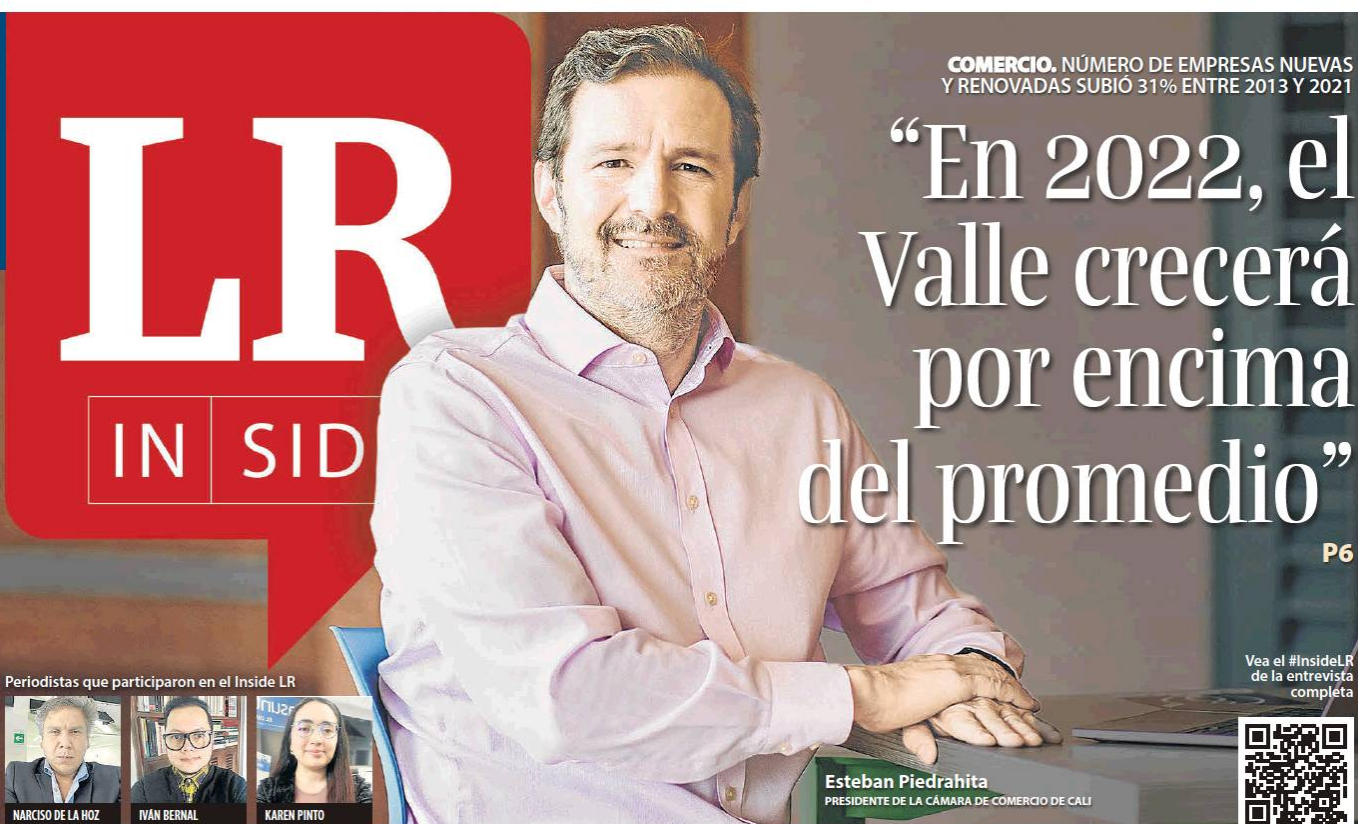 LR
IN SID
COMERCIO. NÚMERO DE EMPRESAS NUEVAS
Y RENOVADAS SUBIÓ 31% ENTRE 2013 Y 2021
“En 2022, el
Valle crecerá
por encima
del promedio”
P6
Vea el #InsideLR
de la entrevista
completa
Periodistas que participaron en el Inside LR
NARCISO DE LA HOZ
IVÁN BERNAL
KAREN PINTO
Esteban Piedrahita
PRESIDENTE DE LA CÁMARA DE COMERCIO DE CALI